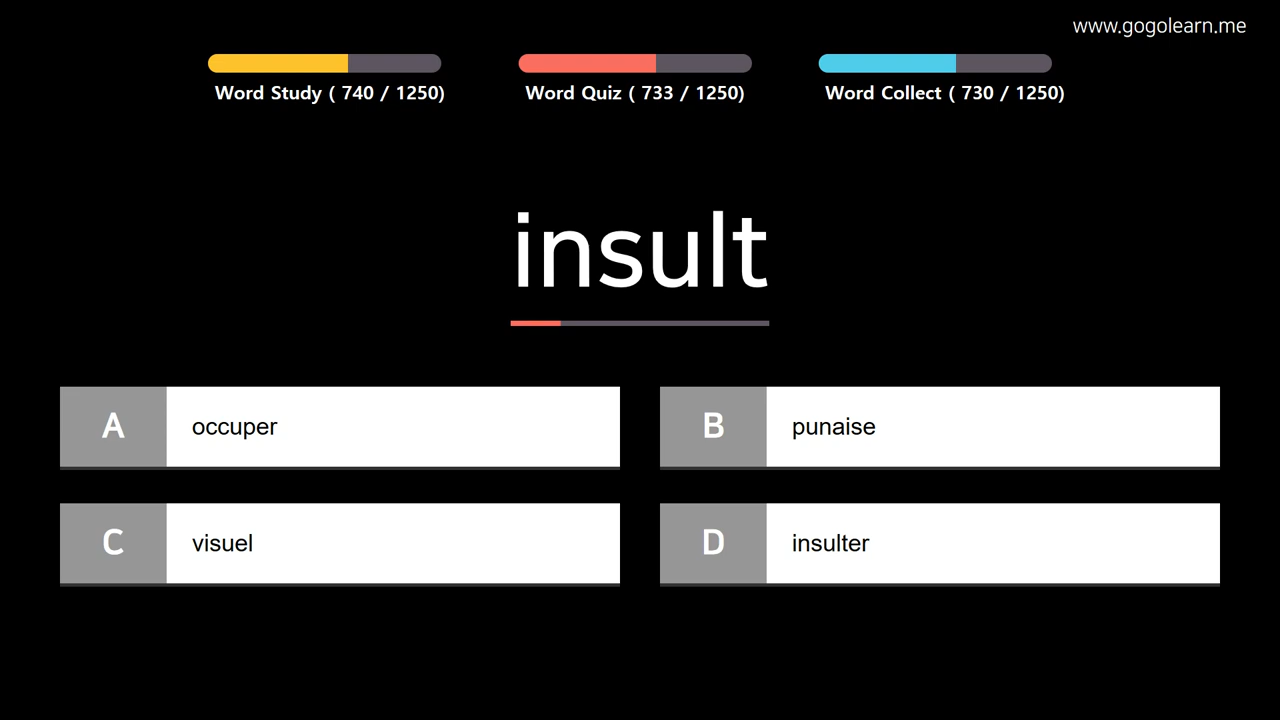 www.gogolearn.me
Word Study ( 740 / 1250)
Word Quiz ( 733 / 1250)
Word Collect ( 730 / 1250)
insult
A occuper
B punaise
C visuel
D insulter